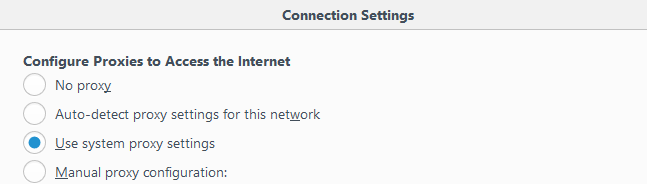 Connection Settings
Configure Proxies to Access the Internet
No proxy
Auto-detect proxy settings for this network
Use system proxy settings
Manual proxy configuration: